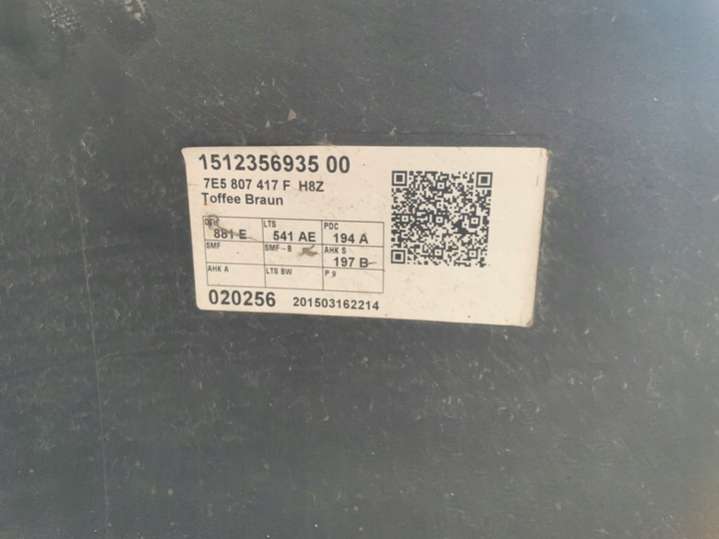 1512356935 00
7E5 807 417 F H8Z
Toffee Braun
LTS PDC
881 E 541 AE 194 A
SMF SMF - B AHK S
197 B
AHK A LTS BW P 9
020256 201503162214